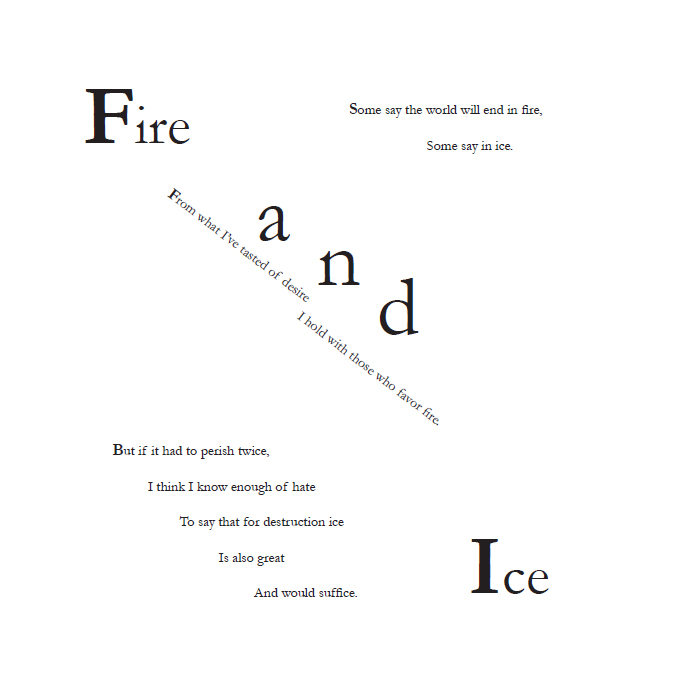 Fire
Some say the world will end in fire,
Some say in ice.
and
From what I've tasted of desire
I hold with those who favor fire.
But if it had to perish twice,
I think I know enough of hate
To say that for destruction ice
Is also great
And would suffice.
Ice